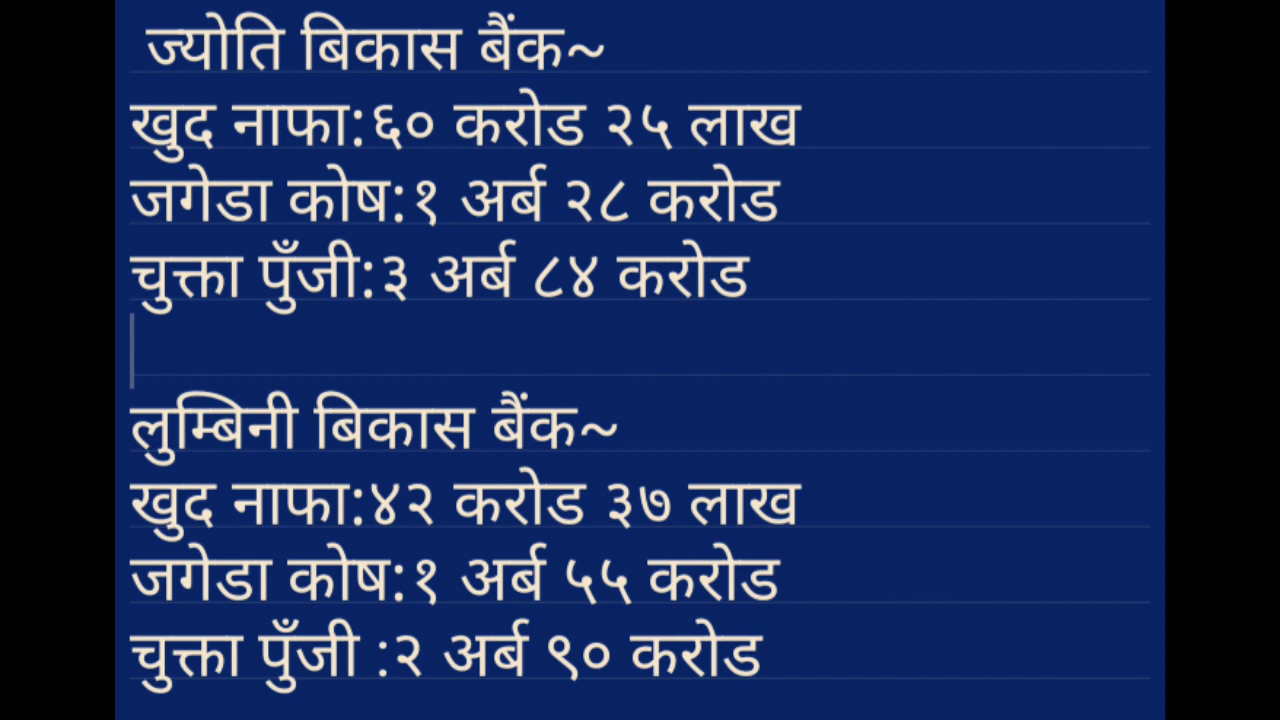 ज्योति बिकास बैंक~
खुद नाफा:६० करोड २५ लाख
जगेडा कोष:१ अर्ब २८ करोड
चुक्ता पुँजी:३ अर्ब ८४ करोड
लुम्बिनी बिकास बैंक~
खुद नाफा:४२ करोड ३७ लाख
जगेडा कोष:१ अर्ब ५५ करोड
चुक्ता पुँजी :२ अर्ब ९० करोड